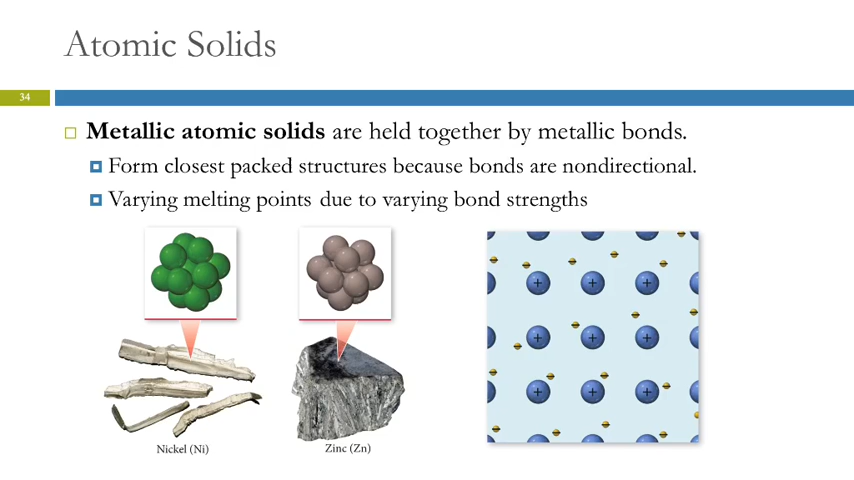 Atomic Solids
34
Metallic atomic solids are held together by metallic bonds.
Form closest packed structures because bonds are nondirectional.
Varying melting points due to varying bond strengths
+ + +
+ + +
+ + +
Nickel (Ni)
Zinc (Zn)